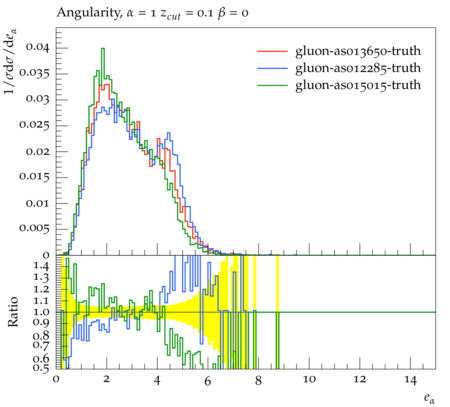 Angularity, α = 1 z_cut = 0.1 β = 0
1/σdσ/de_α
0.04
0.035
0.03
0.025
0.02
0.015
0.01
0.005
0
gluon-as013650-truth
gluon-as012285-truth
gluon-as015015-truth
Ratio
1.4
1.3
1.2
1.1
1.0
0.9
0.8
0.7
0.6
0.5
0 2 4 6 8 10 12 14
e_α